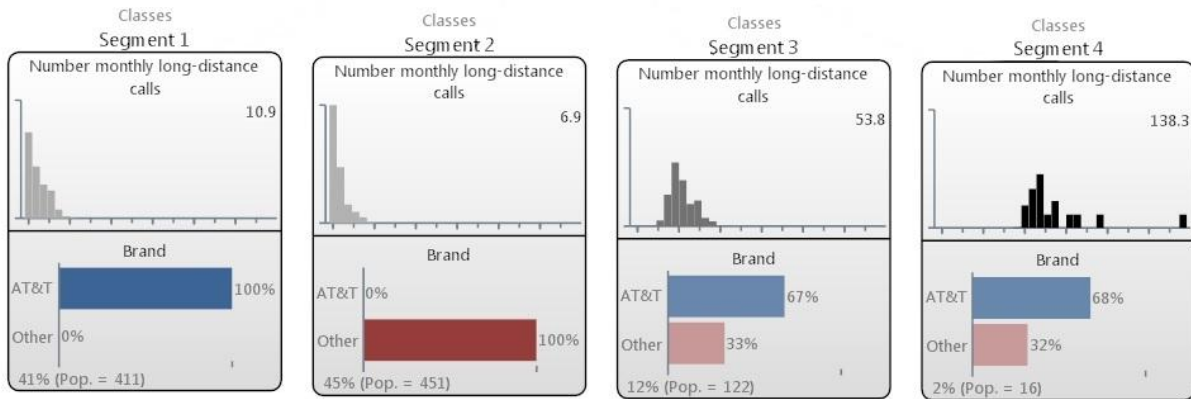 Classes
Segment 1
Number monthly long-distance
calls
10.9
Brand
AT&T
100%
Other
0%
41% (Pop. = 411)
Classes
Segment 2
Number monthly long-distance
calls
6.9
Brand
AT&T
0%
Other
100%
45% (Pop. = 451)
Classes
Segment 3
Number monthly long-distance
calls
53.8
Brand
AT&T
67%
Other
33%
12% (Pop. = 122)
Classes
Segment 4
Number monthly long-distance
calls
138.3
Brand
AT&T
68%
Other
32%
2% (Pop. = 16)